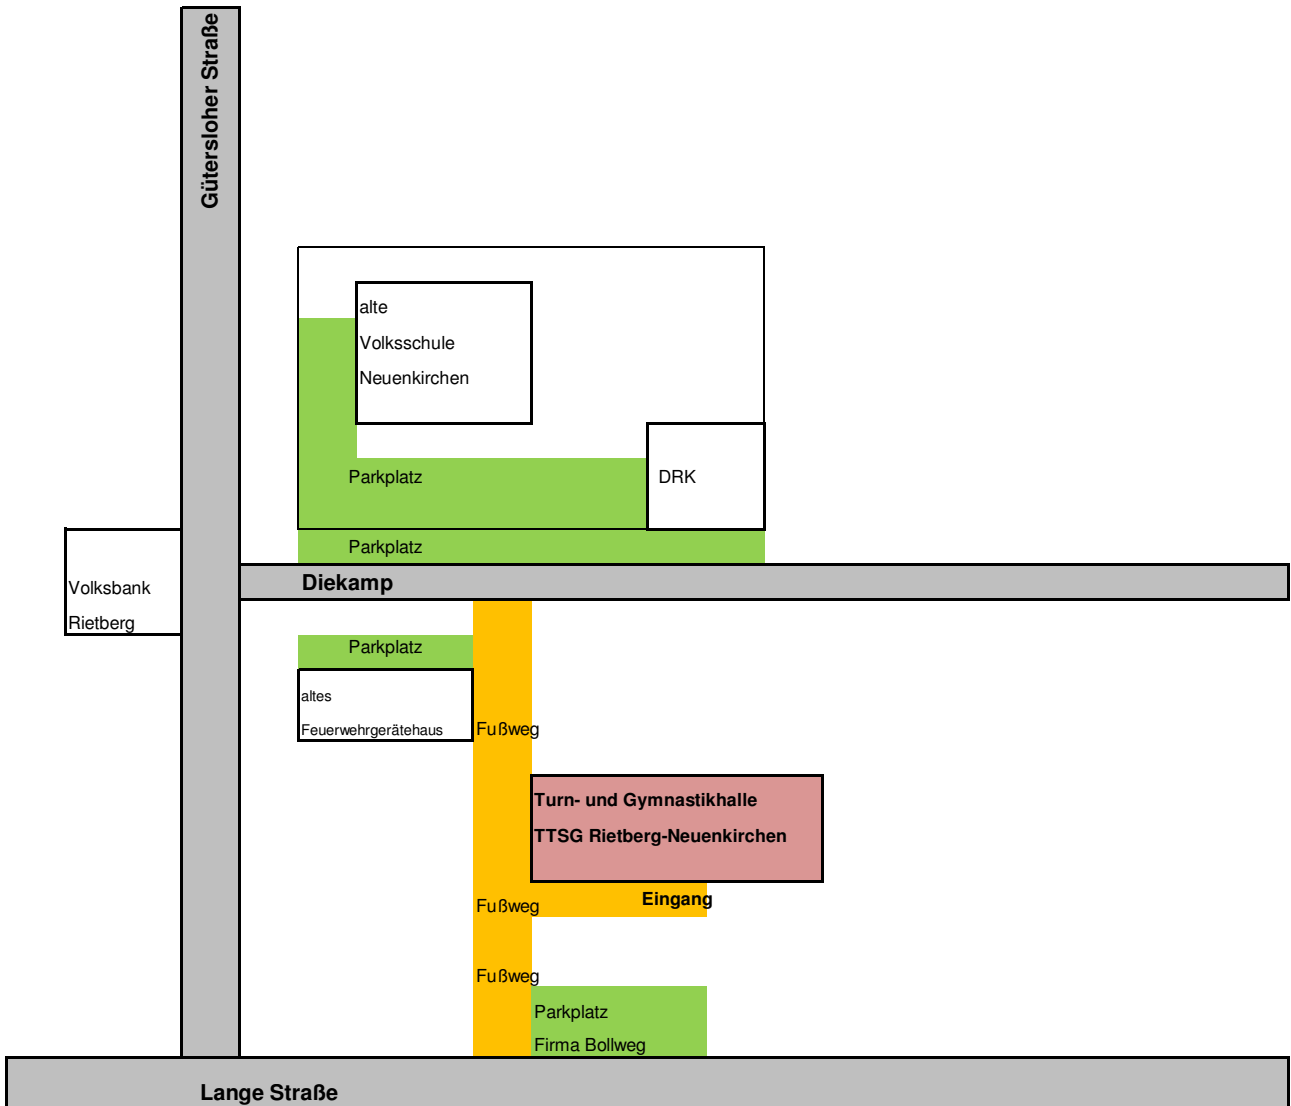 Gütersloher Straße
alte
Volksschule
Neuenkirchen
Parkplatz
DRK
Parkplatz
Diekamp
Volksbank
Rietberg
Parkplatz
altes
Feuerwehrgerätehaus
Fußweg
Turn- und Gymnastikhalle
TTSG Rietberg-Neuenkirchen
Eingang
Fußweg
Fußweg
Parkplatz
Firma Bollweg
Lange Straße